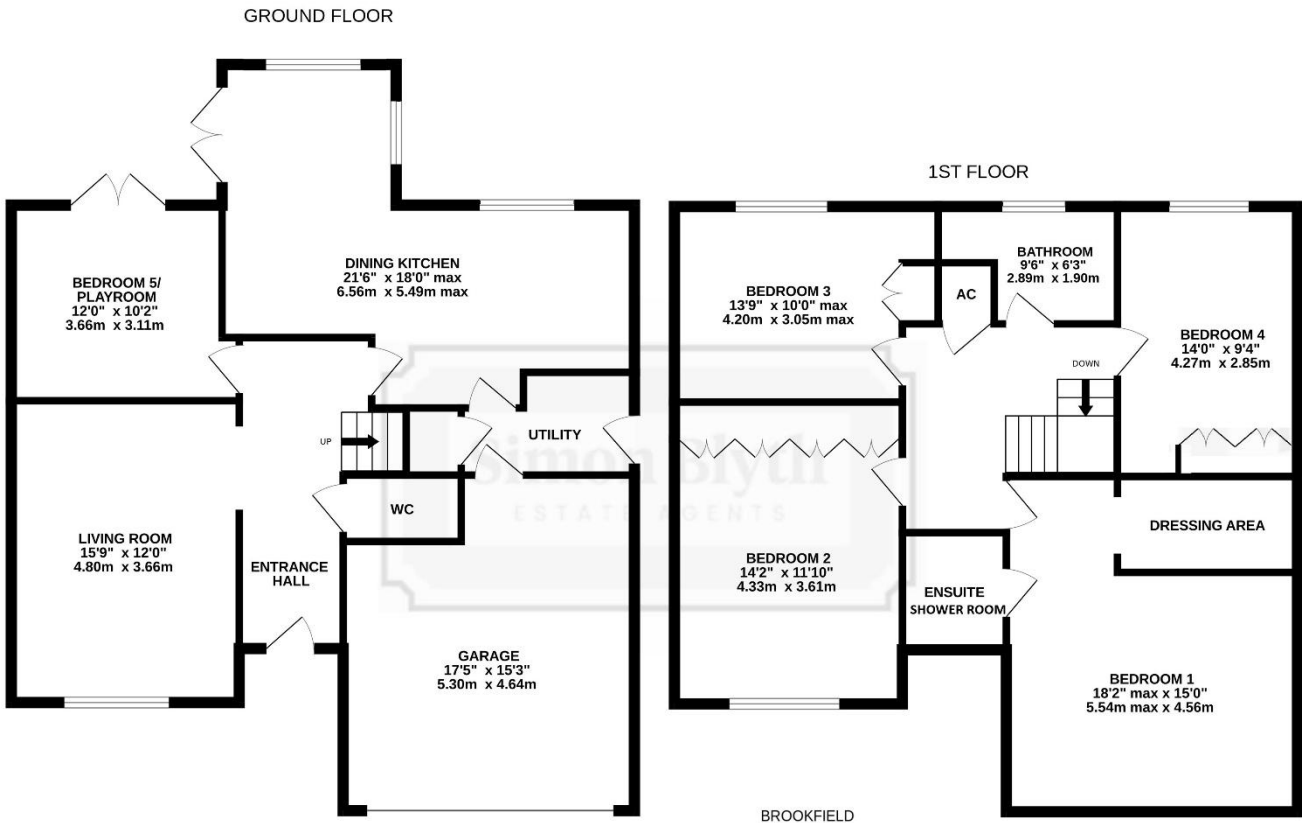 GROUND FLOOR
BEDROOM 5/
PLAYROOM
12'0" x 10'2"
3.66m x 3.11m
DINING KITCHEN
21'6" x 18'0" max
6.56m x 5.49m max
UP
UTILITY
WC
LIVING ROOM
15'9" x 12'0"
4.80m x 3.66m
ENTRANCE
HALL
GARAGE
17'5" x 15'3"
5.30m x 4.64m
1ST FLOOR
BEDROOM 3
13'9" x 10'0" max
4.20m x 3.05m max
AC
BATHROOM
9'6" x 6'3"
2.89m x 1.90m
BEDROOM 4
14'0" x 9'4"
4.27m x 2.85m
DOWN
BEDROOM 2
14'2" x 11'10"
4.33m x 3.61m
DRESSING AREA
ENSUITE
SHOWER ROOM
BEDROOM 1
18'2" max x 15'0"
5.54m max x 4.56m
BROOKFIELD
Simon Blyth
ESTATE AGENTS